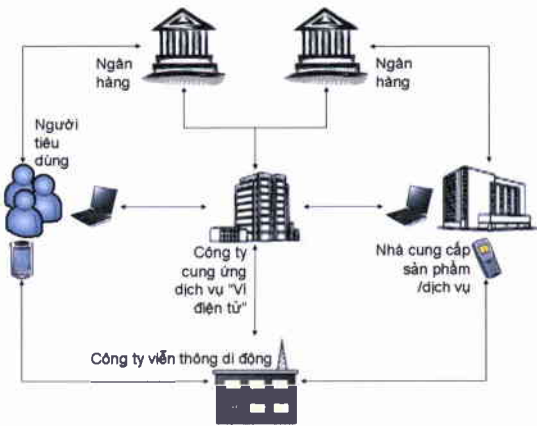 Ngân
hàng
Ngân
hàng
Người
tiêu
dùng
Công ty
cung ứng
dịch vụ "Ví
điện tử"
Nhà cung cấp
sản phẩm
/dịch vụ
Công ty viễn thông di động